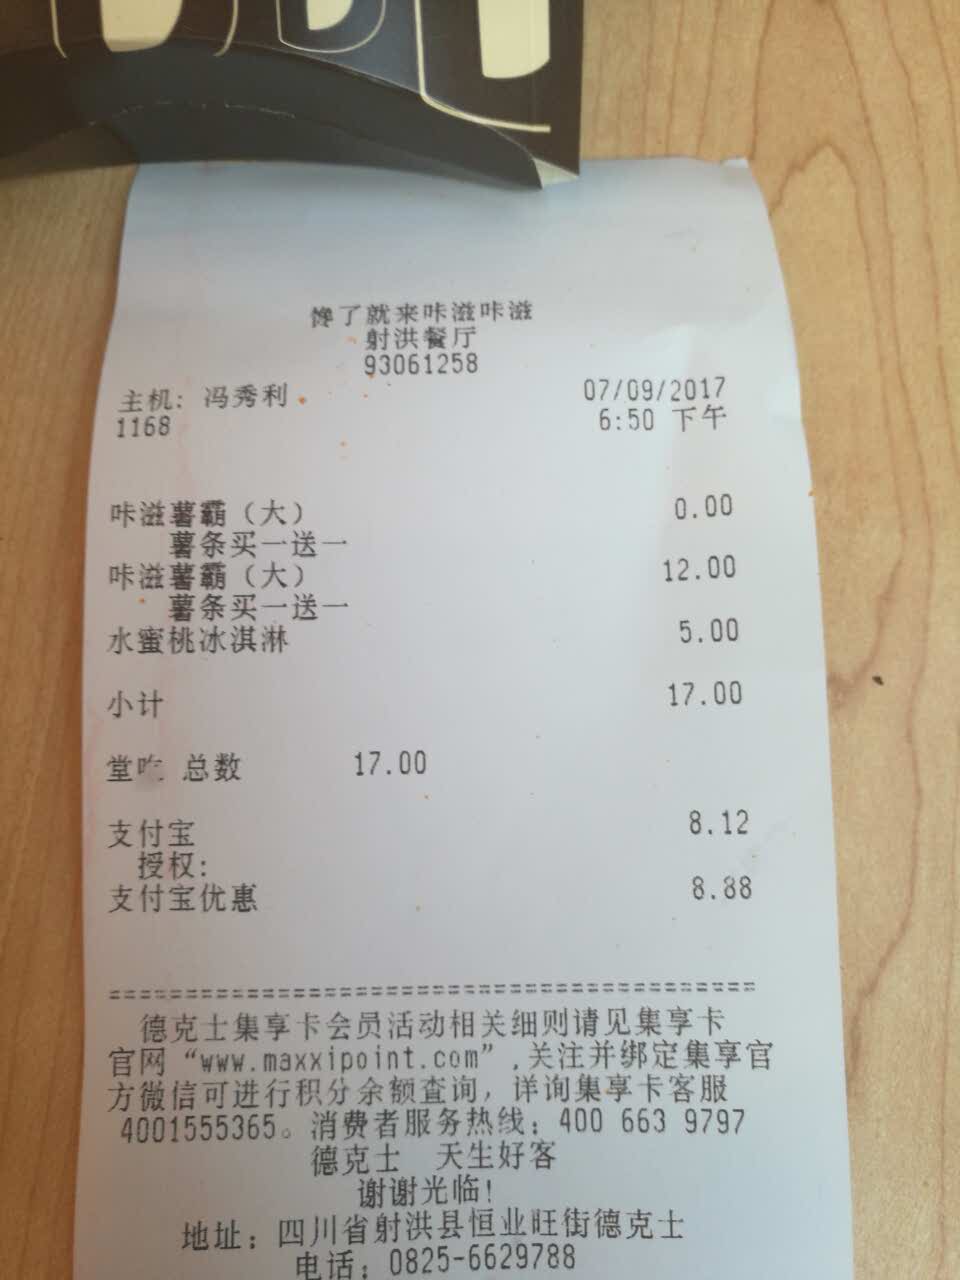 馋了就来咔滋咔滋
射洪餐厅
93061258
主机: 冯秀利 07/09/2017
1168 6:50 下午
咔滋薯霸（大） 0.00
薯条买一送一
咔滋薯霸（大） 12.00
薯条买一送一
水蜜桃冰淇淋 5.00
小计 17.00
堂吃 总数 17.00
支付宝 8.12
授权:
支付宝优惠 8.88
===========================================
德克士集享卡会员活动相关细则请见集享卡
官网“www.maxxipoint.com”,关注并绑定集享官
方微信可进行积分余额查询，详询集享卡客服
4001555365。消费者服务热线：400 663 9797
德克士 天生好客
谢谢光临!
地址：四川省射洪县恒业旺街德克士
电话：0825-6629788